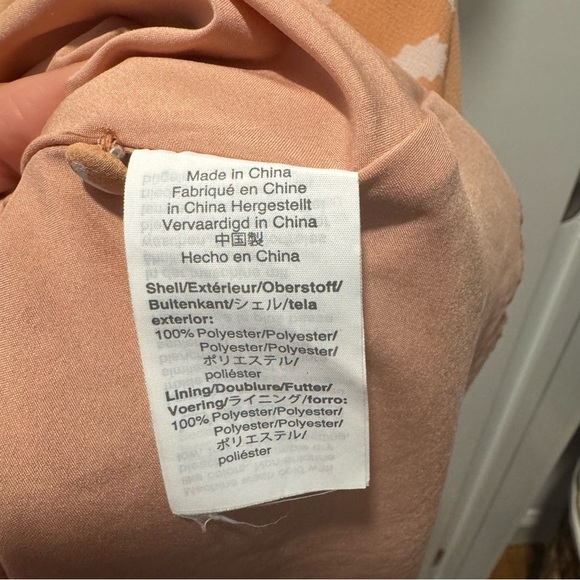 Made in China
Fabriqué en Chine
in China Hergestellt
Vervaardigd in China
中国製
Hecho en China
Shell/Extérieur/Oberstoff/
Buitenkant/シェル/tela
exterior:
100% Polyester/Polyester/
Polyester/Polyester/
ポリエステル/
poliéster
Lining/Doublure/Futter/
Voering/ライニング/forro:
100% Polyester/Polyester/
Polyester/Polyester/
ポリエステル/
poliéster